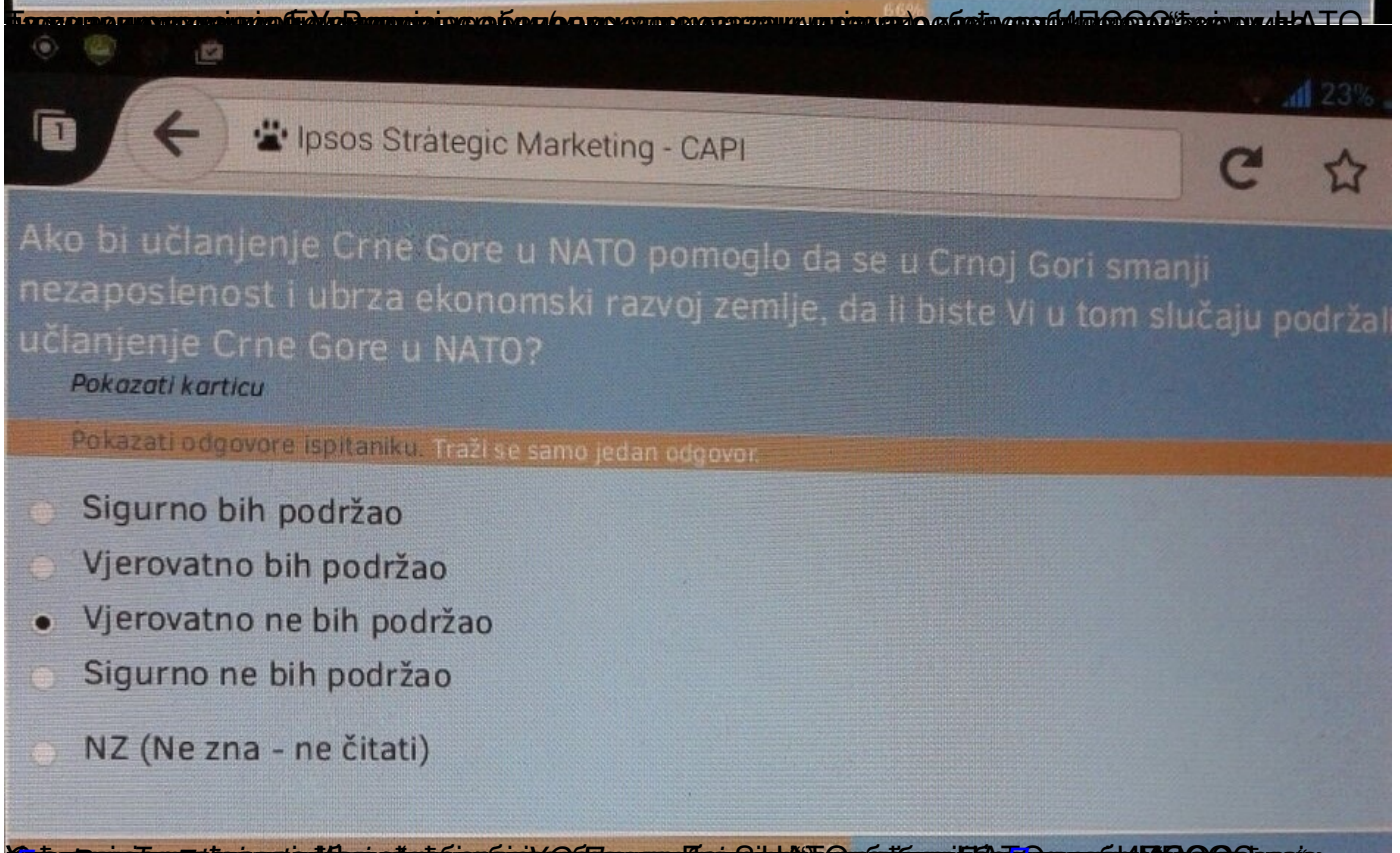 66%
23%
1
Ipsos Strategic Marketing - CAPI
Ako bi učlanjenje Crne Gore u NATO pomoglo da se u Crnoj Gori smanji
nezaposlenost i ubrza ekonomski razvoj zemlje, da li biste Vi u tom slučaju podržal
učlanjenje Crne Gore u NATO?
Pokazati karticu
Pokazati odgovore ispitaniku. Traži se samo jedan odgovor.
Sigurno bih podržao
Vjerovatno bih podržao
Vjerovatno ne bih podržao
Sigurno ne bih podržao
NZ (Ne zna - ne čitati)